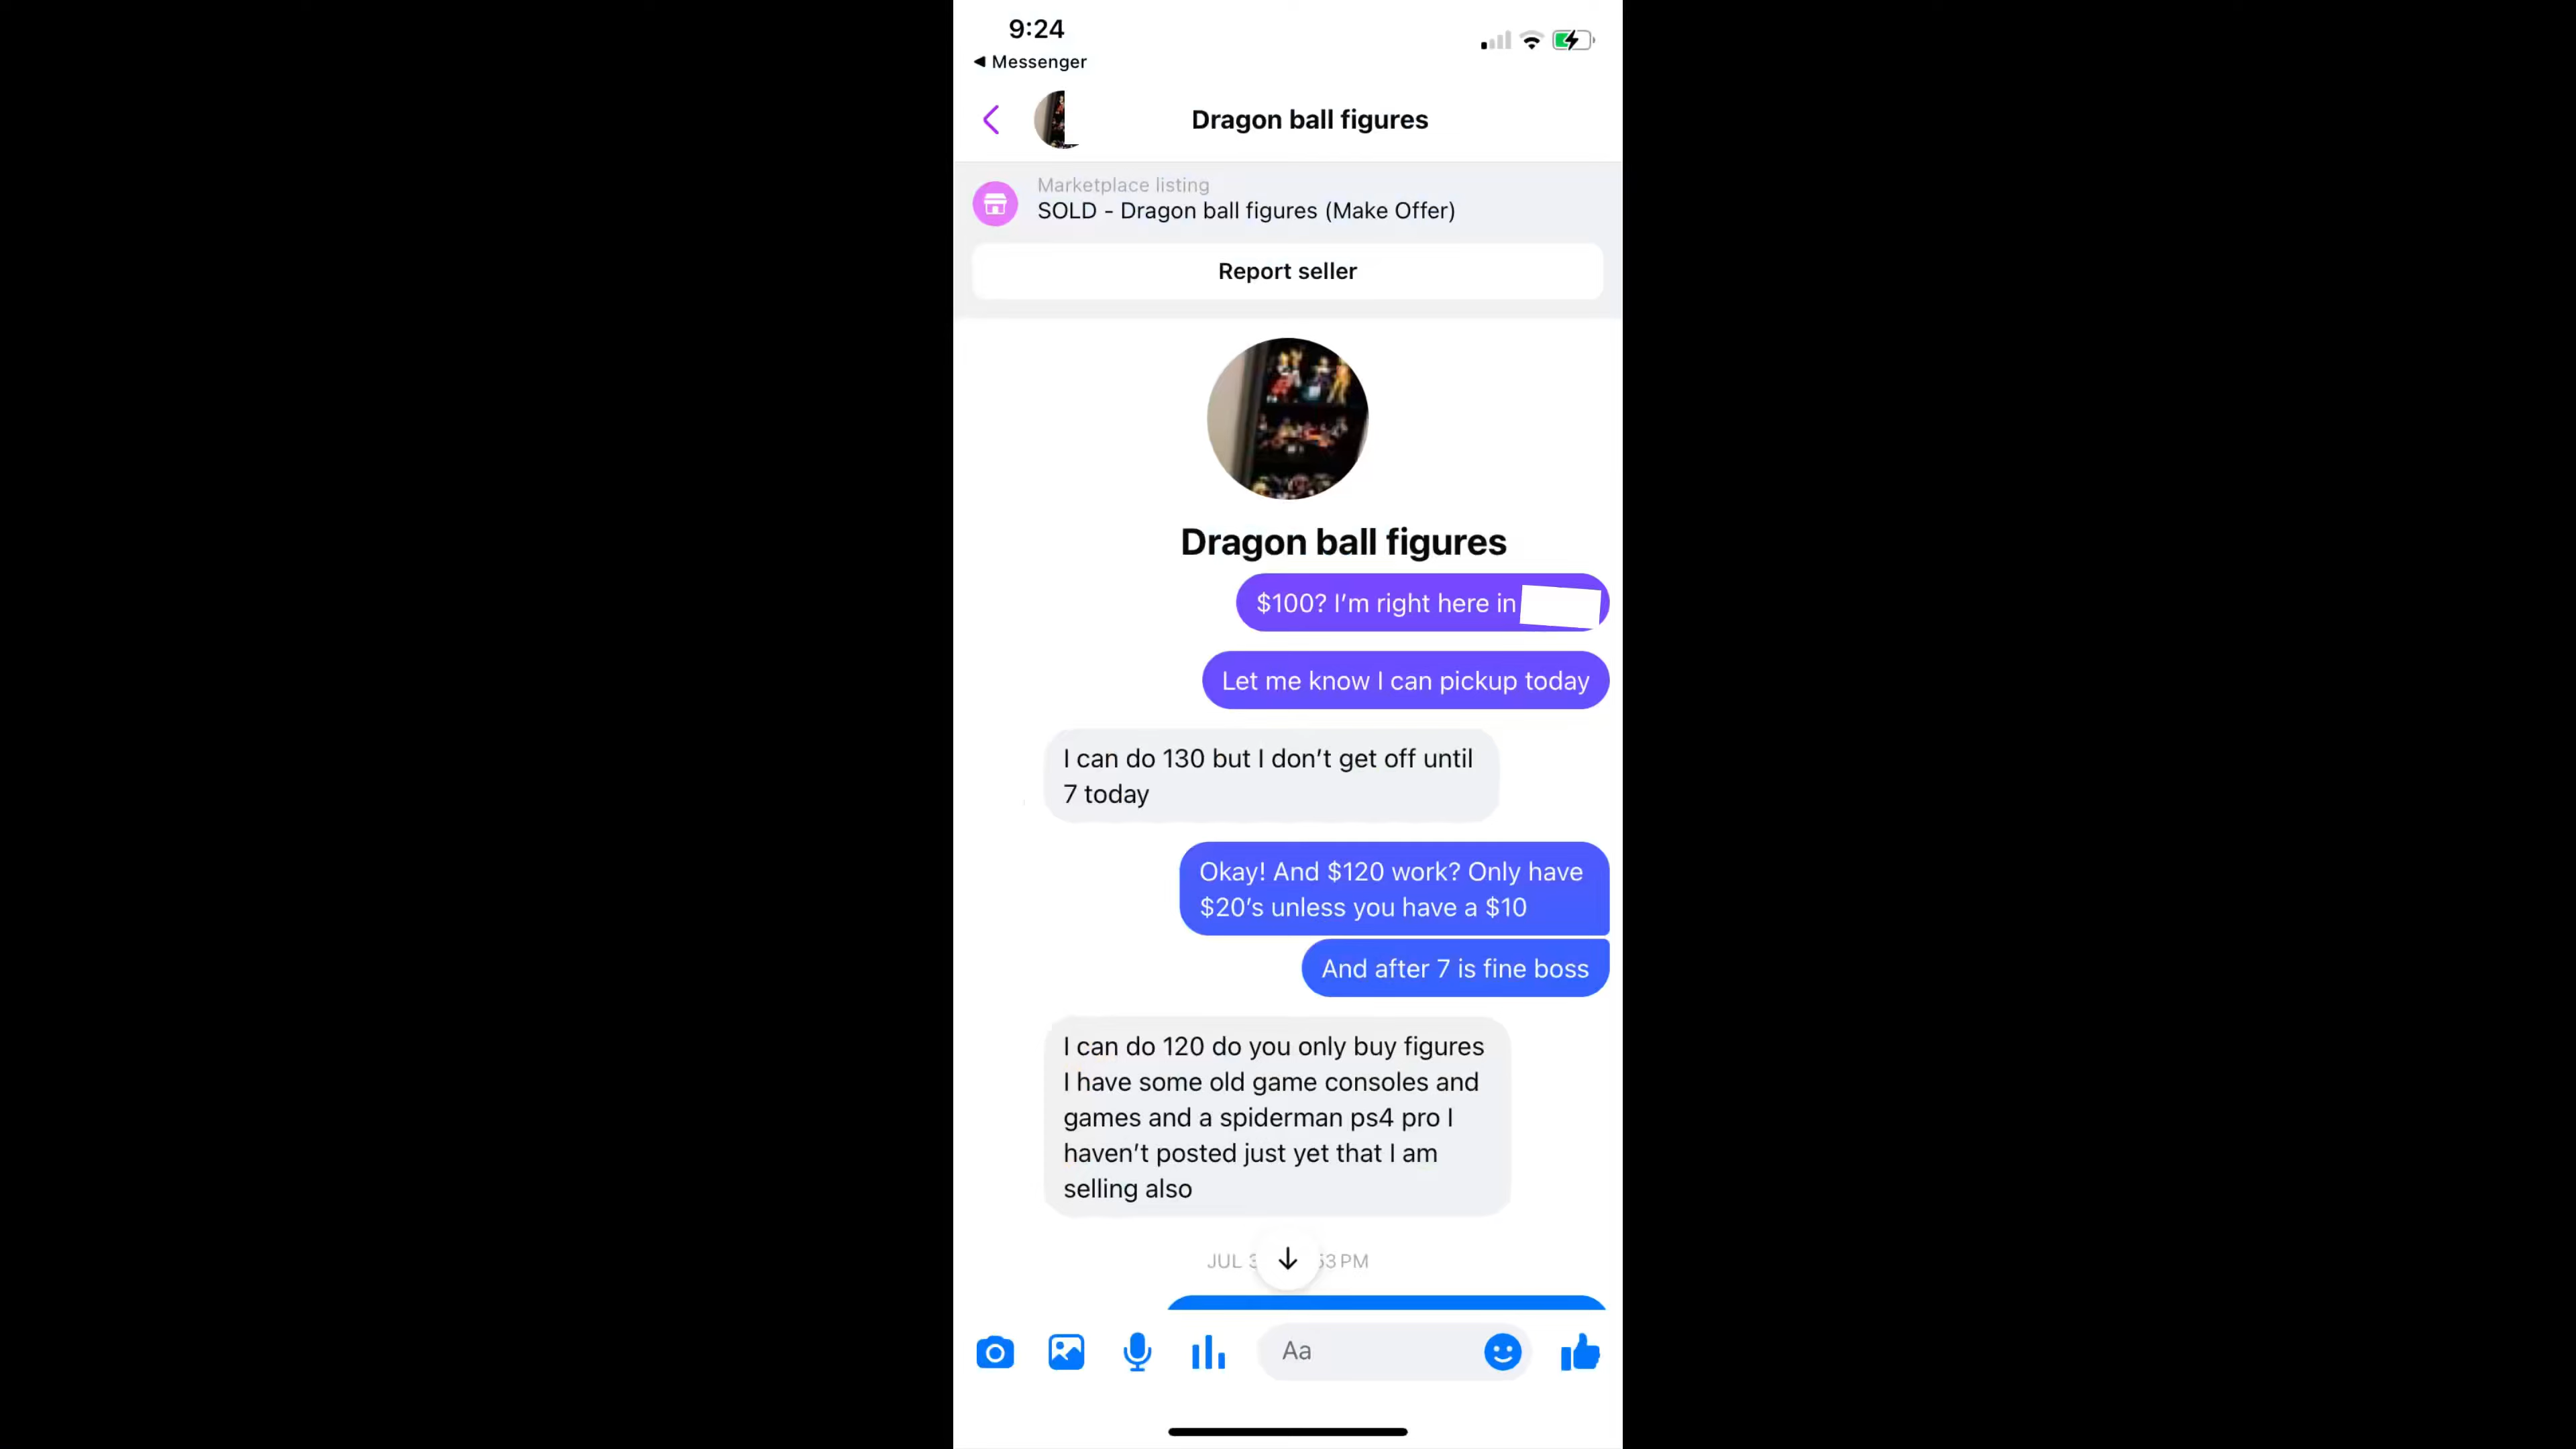 9:24
Messenger
Dragon ball figures
Marketplace listing
SOLD - Dragon ball figures (Make Offer)
Report seller
Dragon ball figures
$100? I'm right here in
Let me know I can pickup today
I can do 130 but I don't get off until
7 today
Okay! And $120 work? Only have
$20's unless you have a $10
And after 7 is fine boss
I can do 120 do you only buy figures
I have some old game consoles and
games and a spiderman ps4 pro I
haven't posted just yet that I am
selling also
JUL 53 PM
Aa